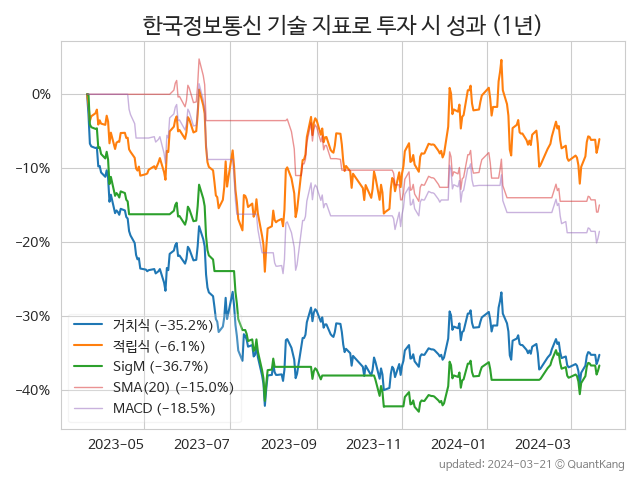 한국정보통신 기술 지표로 투자 시 성과 (1년)
0%
−10%
−20%
−30%
−40%
거치식 (−35.2%)
적립식 (−6.1%)
SigM (−36.7%)
SMA(20) (−15.0%)
MACD (−18.5%)
2023−05 2023−07 2023−09 2023−11 2024−01 2024−03
updated: 2024-03-21 © QuantKang